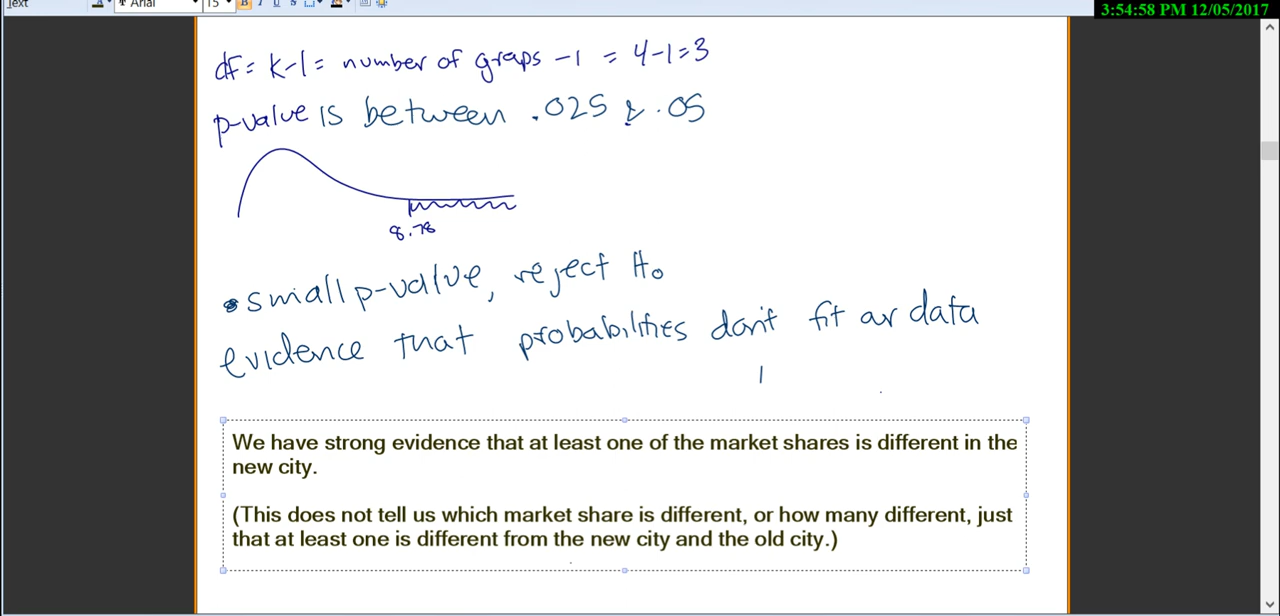 Text
Arial
15
3:54:58 PM 12/05/2017
df = k-1 = number of graps -1 = 4-1=3
p-value is between .025 & .05
8.78
small p-value, reject Ho
evidence that probabilities don't fit our data
We have strong evidence that at least one of the market shares is different in the
new city.
(This does not tell us which market share is different, or how many different, just
that at least one is different from the new city and the old city.)